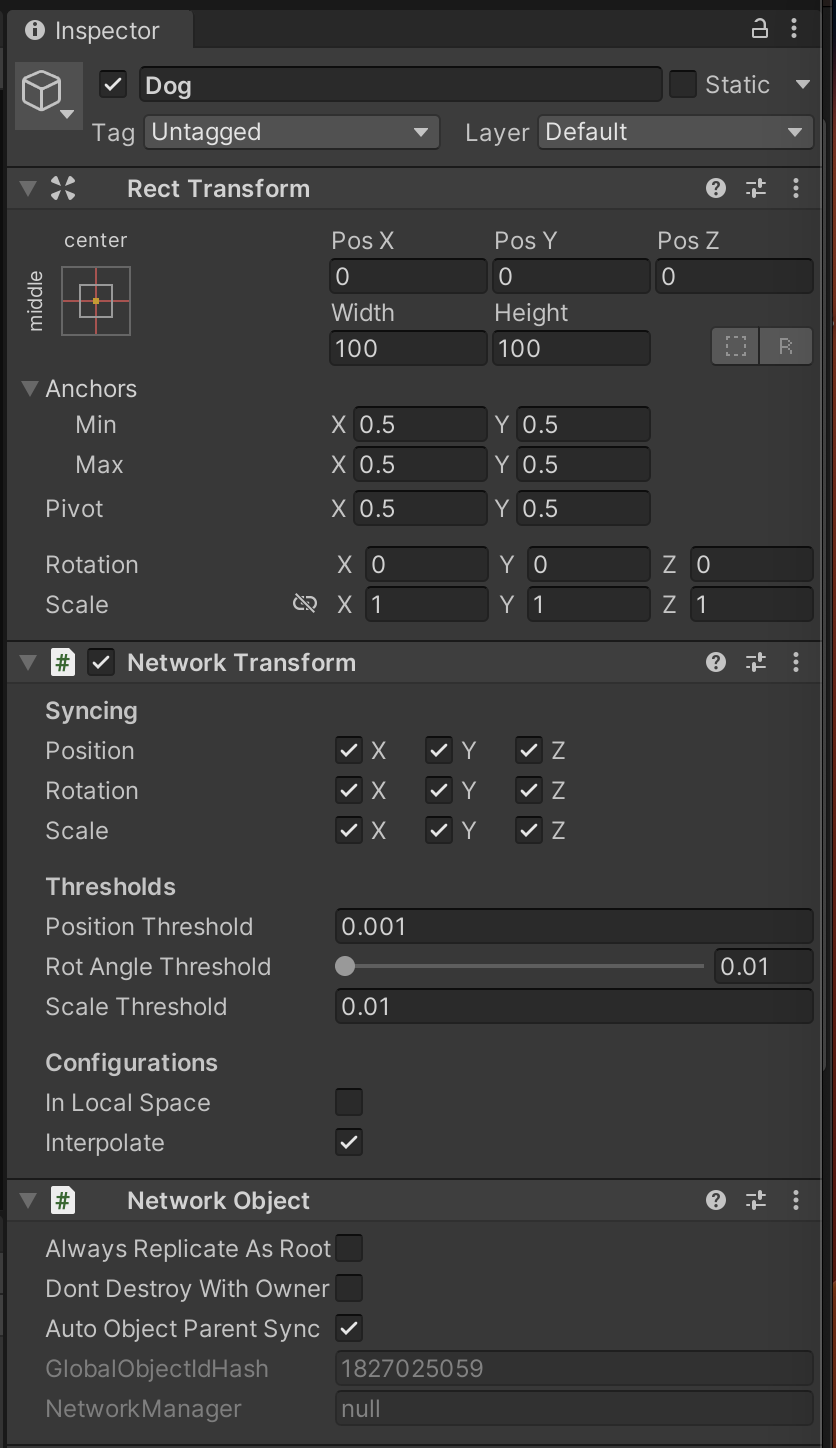 Inspector
Dog Static
Tag Untagged Layer Default
Rect Transform
center
middle
Pos X Pos Y Pos Z
0 0 0
Width Height
100 100 R
Anchors
Min X 0.5 Y 0.5
Max X 0.5 Y 0.5
Pivot X 0.5 Y 0.5
Rotation X 0 Y 0 Z 0
Scale X 1 Y 1 Z 1
# Network Transform
Syncing
Position X Y Z
Rotation X Y Z
Scale X Y Z
Thresholds
Position Threshold 0.001
Rot Angle Threshold 0.01
Scale Threshold 0.01
Configurations
In Local Space
Interpolate
# Network Object
Always Replicate As Root
Dont Destroy With Owner
Auto Object Parent Sync
GlobalObjectIdHash 1827025059
NetworkManager null